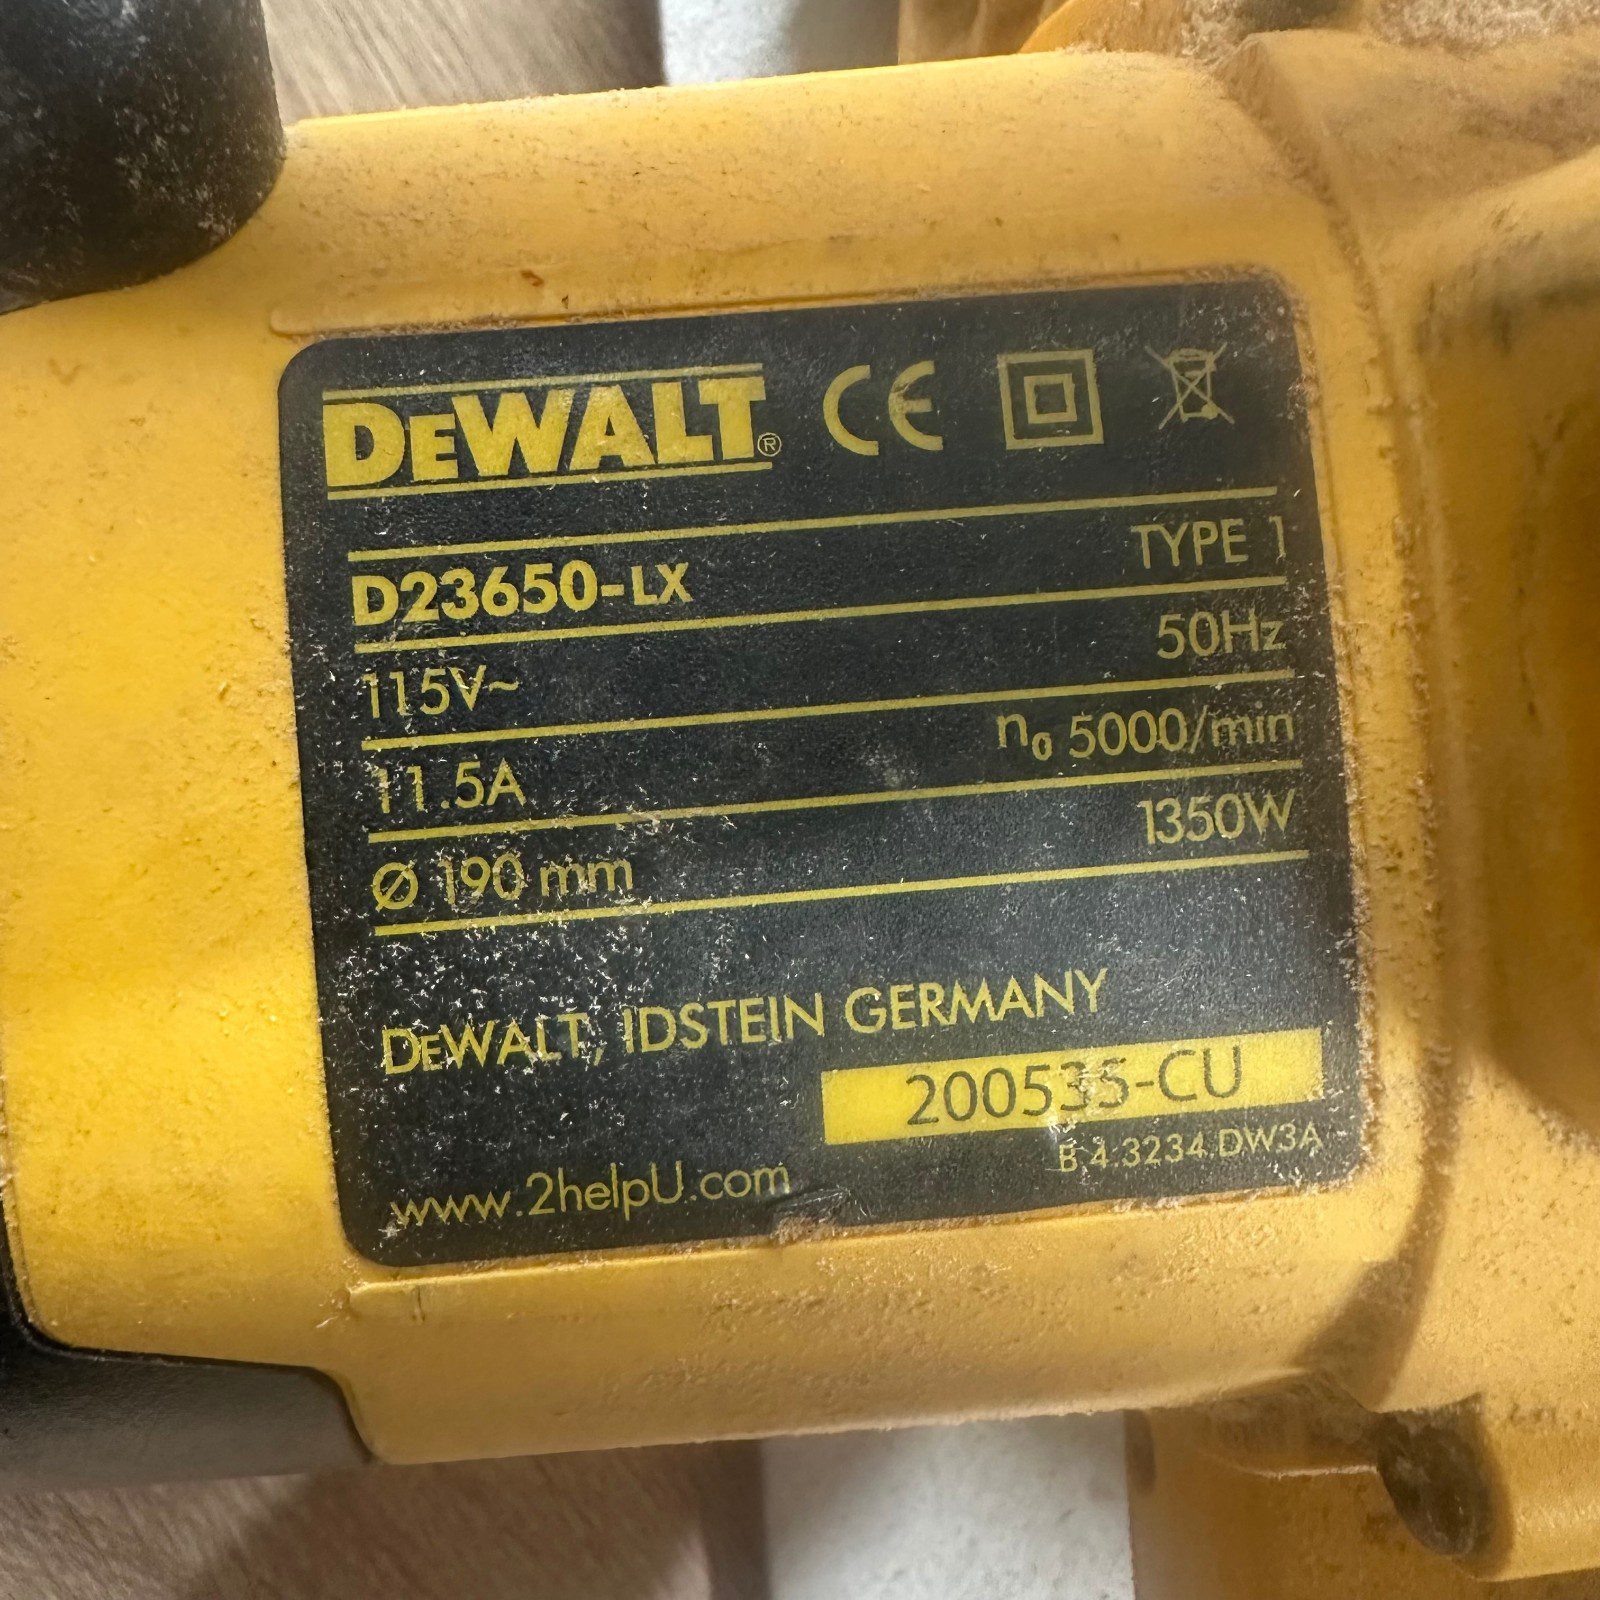 DEWALT® CE
D23650-LX TYPE 1
115V~ 50Hz
11.5A n₀ 5000/min
Ø 190 mm 1350W
DEWALT, IDSTEIN GERMANY
200535-CU
B.4.3234.DW3A
www.2helpU.com